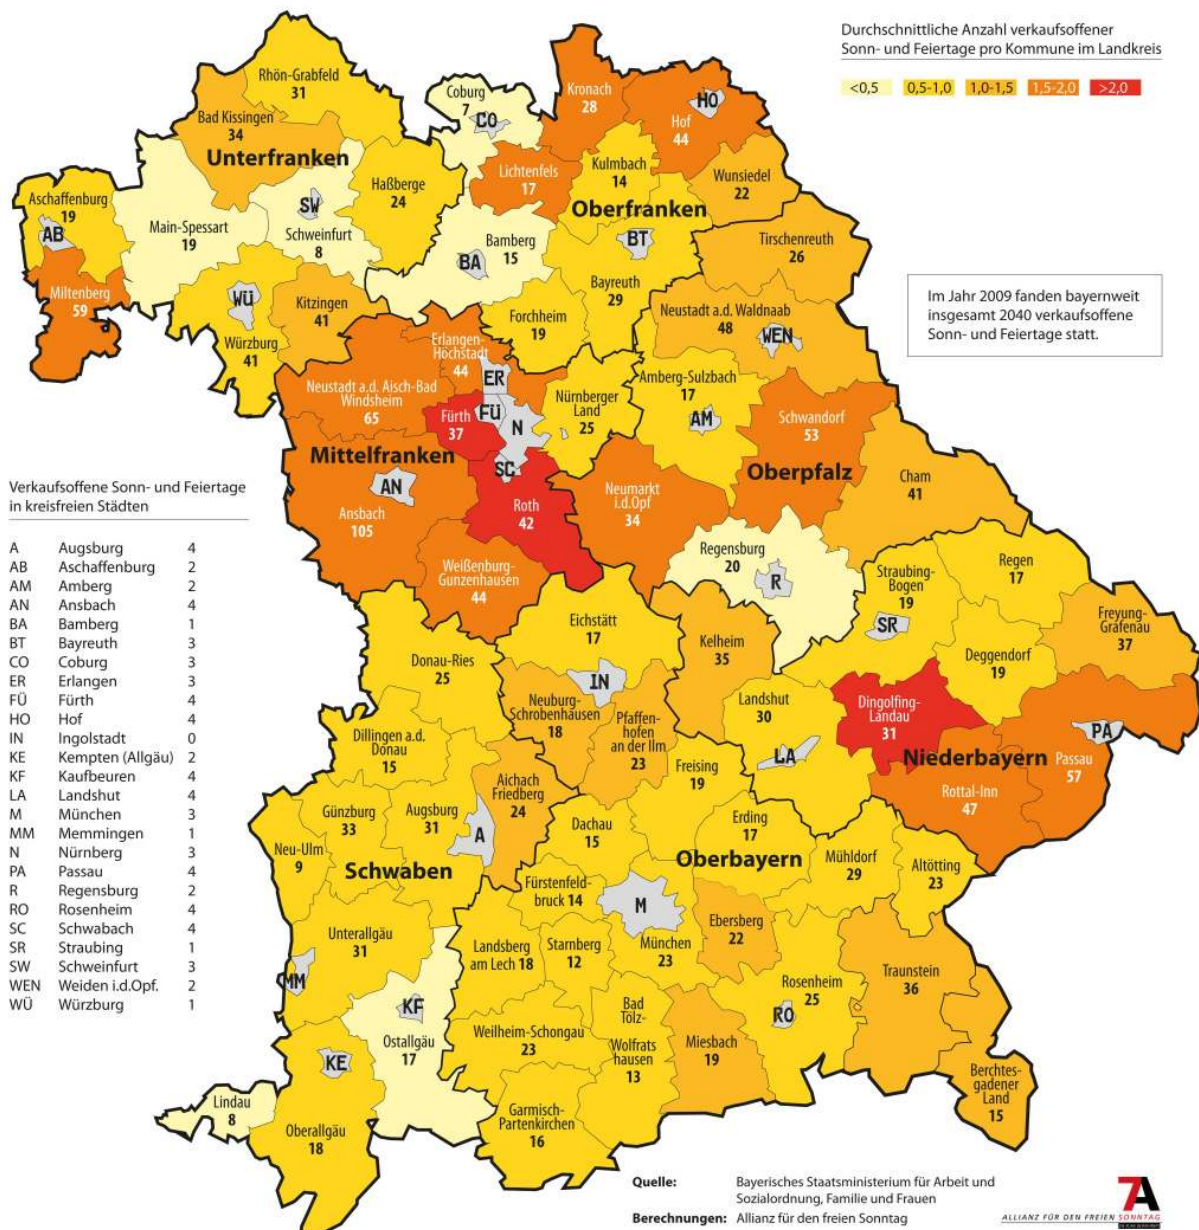 Durchschnittliche Anzahl verkaufsoffener
Sonn- und Feiertage pro Kommune im Landkreis
<0,5 0,5-1,0 1,0-1,5 1,5-2,0 >2,0
Rhön-Grabfeld
31
Bad Kissingen
34
Unterfranken
Coburg
7
CO
Kronach
28
HO
Hof
44
Lichtenfels
17
Kulmbach
14
Wunsiedel
22
Oberfranken
Haßberge
24
Aschaffenburg
19
AB
Main-Spessart
19
SW
Schweinfurt
8
Bamberg
15
BA
BT
Bayreuth
29
Tirschenreuth
26
Miltenberg
59
WÜ
Würzburg
41
Kitzingen
41
Forchheim
19
Neustadt a.d. Waldnaab
48
WEN
Im Jahr 2009 fanden bayernweit
insgesamt 2040 verkaufsoffene
Sonn- und Feiertage statt.
Erlangen-
Höchstadt
44
ER
Neustadt a.d. Aisch-Bad
Windsheim
65
Fürth
37
FÜ
N
SC
Nürnberger
Land
25
Amberg-Sulzbach
17
AM
Schwandorf
53
Mittelfranken
Oberpfalz
AN
Ansbach
105
Roth
42
Neumarkt
i.d.Opf
34
Cham
41
Weißenburg-
Gunzenhausen
44
Regensburg
20
R
Straubing-
Bogen
19
SR
Regen
17
Freyung-
Grafenau
37
Eichstätt
17
Kelheim
35
Deggendorf
19
Donau-Ries
25
IN
Neuburg-
Schrobenhausen
18
Pfaffen-
hofen
an der Ilm
23
Landshut
30
LA
Dingolfing-
Landau
31
Niederbayern
PA
Passau
57
Rottal-Inn
47
Dillingen a.d.
Donau
15
Aichach
Friedberg
24
Freising
19
Günzburg
33
Augsburg
31
A
Dachau
15
Erding
17
Neu-Ulm
9
Schwaben
Oberbayern
Mühldorf
29
Altötting
23
Fürstenfeld-
bruck 14
M
München
23
Ebersberg
22
Unterallgäu
31
MM
Landsberg
am Lech 18
Starnberg
12
Rosenheim
25
RO
Traunstein
36
KF
Ostallgäu
17
Bad
Tölz-
Wolfrats
hausen
13
Weilheim-Schongau
23
Miesbach
19
KE
Berchtes-
gadener
Land
15
Lindau
8
Oberallgäu
18
Garmisch-
Partenkirchen
16
Verkaufsoffene Sonn- und Feiertage
in kreisfreien Städten
A Augsburg 4
AB Aschaffenburg 2
AM Amberg 2
AN Ansbach 4
BA Bamberg 1
BT Bayreuth 3
CO Coburg 3
ER Erlangen 3
FÜ Fürth 4
HO Hof 4
IN Ingolstadt 0
KE Kempten (Allgäu) 2
KF Kaufbeuren 4
LA Landshut 4
M München 3
MM Memmingen 1
N Nürnberg 3
PA Passau 4
R Regensburg 2
RO Rosenheim 4
SC Schwabach 4
SR Straubing 1
SW Schweinfurt 3
WEN Weiden i.d.Opf. 2
WÜ Würzburg 1
Quelle: Bayerisches Staatsministerium für Arbeit und
Sozialordnung, Familie und Frauen
Berechnungen: Allianz für den freien Sonntag
7A
ALLIANZ FÜR DEN FREIEN SONNTAG